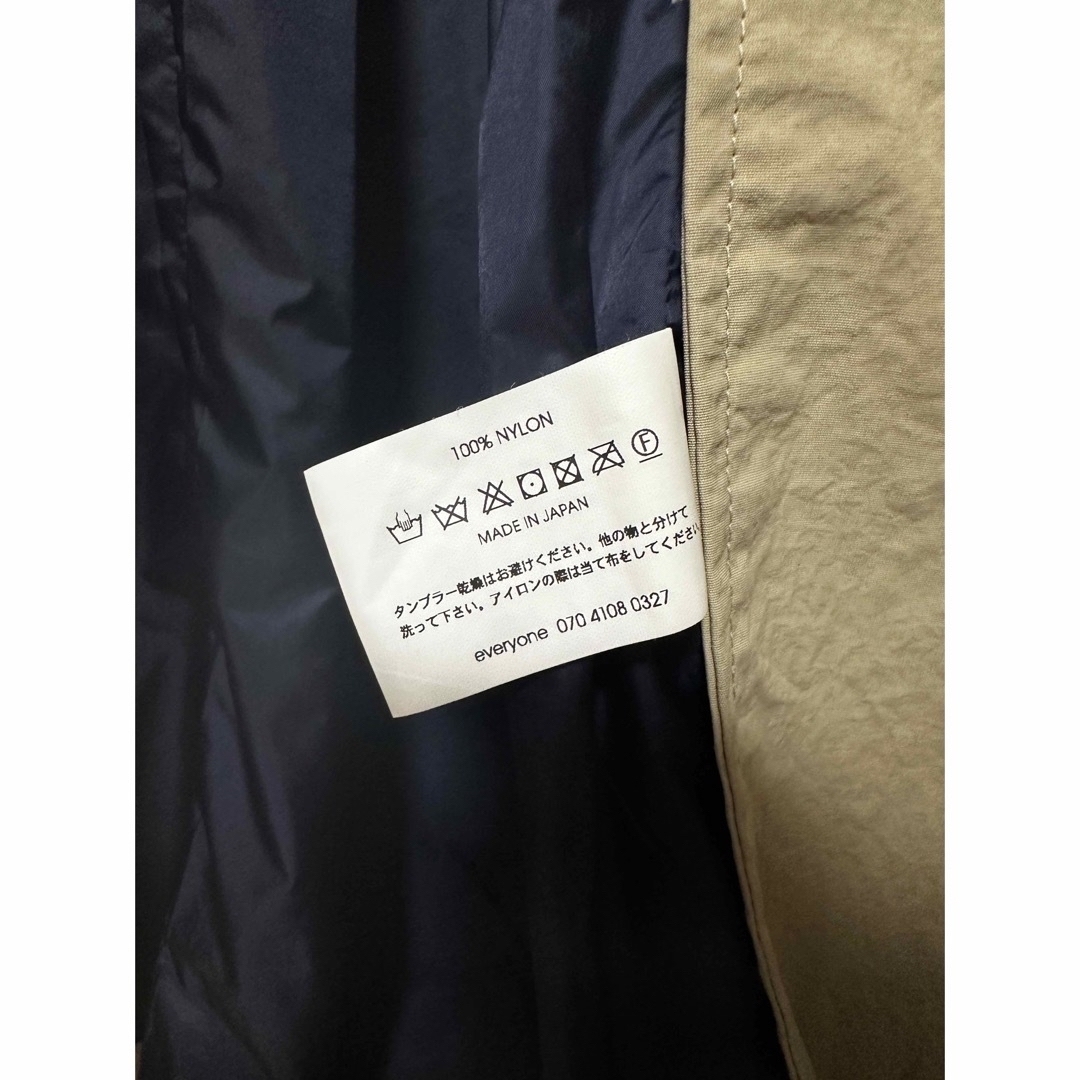 100% NYLON
F
MADE IN JAPAN
タンブラー乾燥はお避けください。他の物と分けて
洗って下さい。アイロンの際は当て布をしてください
everyone 070 4108 0327